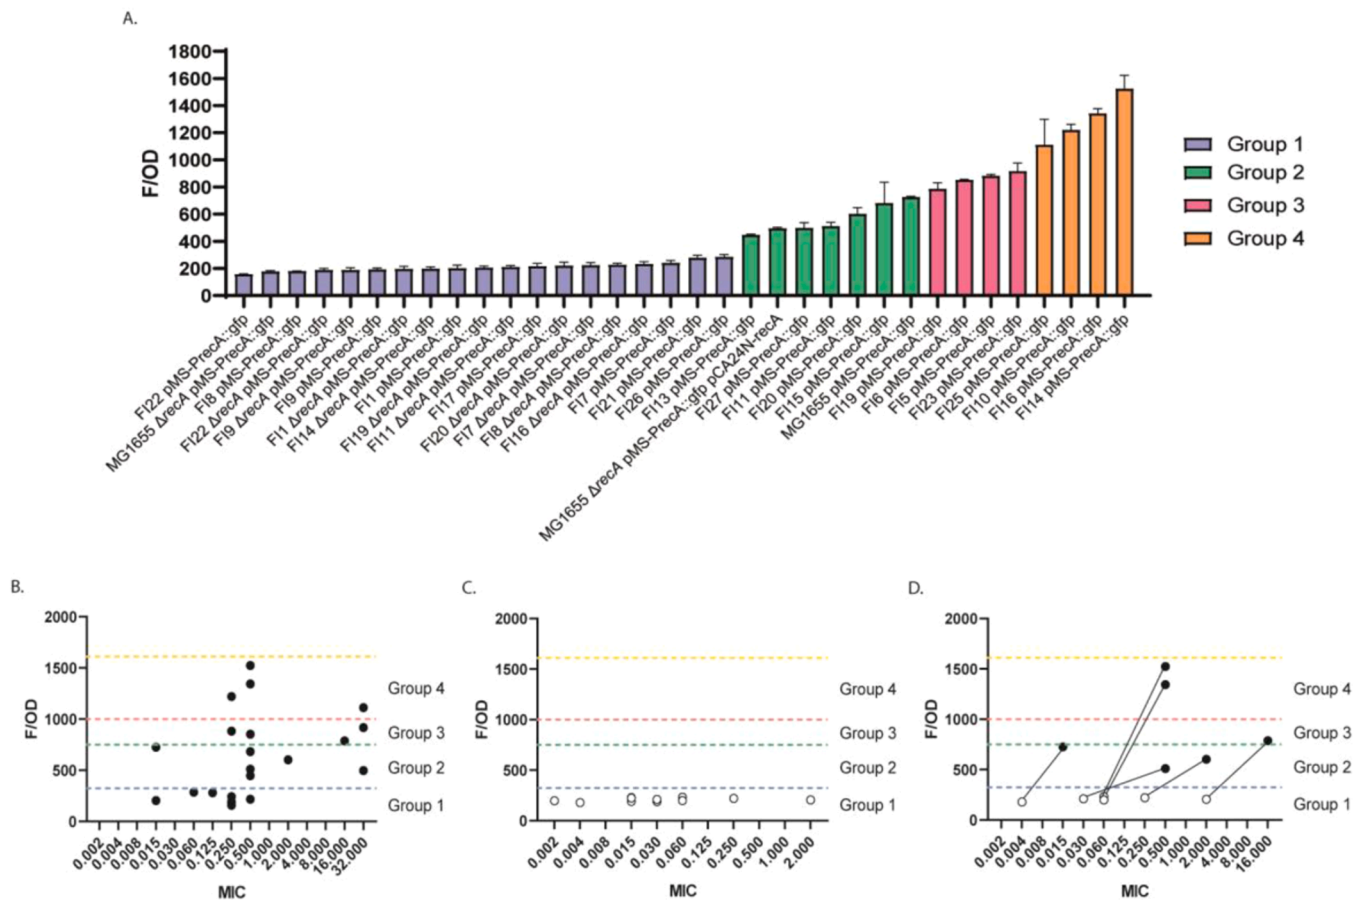 A.
F/OD
1800
1600
1400
1200
1000
800
600
400
200
0
FI22 pMS-PrecA::gfp
MG1655 ΔrecA pMS-PrecA::gfp
FI8 pMS-PrecA::gfp
FI22 ΔrecA pMS-PrecA::gfp
FI9 ΔrecA pMS-PrecA::gfp
FI9 pMS-PrecA::gfp
FI1 ΔrecA pMS-PrecA::gfp
FI14 ΔrecA pMS-PrecA::gfp
FI1 pMS-PrecA::gfp
FI19 ΔrecA pMS-PrecA::gfp
FI11 ΔrecA pMS-PrecA::gfp
FI17 pMS-PrecA::gfp
FI20 ΔrecA pMS-PrecA::gfp
FI7 ΔrecA pMS-PrecA::gfp
FI8 ΔrecA pMS-PrecA::gfp
FI16 ΔrecA pMS-PrecA::gfp
FI7 pMS-PrecA::gfp
FI21 pMS-PrecA::gfp
FI26 pMS-PrecA::gfp
FI13 pMS-PrecA::gfp
MG1655 ΔrecA pMS-PrecA::gfp pCA24N-recA
FI27 pMS-PrecA::gfp
FI11 pMS-PrecA::gfp
FI20 pMS-PrecA::gfp
FI15 pMS-PrecA::gfp
MG1655 pMS-PrecA::gfp
FI19 pMS-PrecA::gfp
FI6 pMS-PrecA::gfp
FI5 pMS-PrecA::gfp
FI23 pMS-PrecA::gfp
FI25 pMS-PrecA::gfp
FI10 pMS-PrecA::gfp
FI16 pMS-PrecA::gfp
FI14 pMS-PrecA::gfp
Group 1
Group 2
Group 3
Group 4
B.
F/OD
2000
1500
1000
500
0
Group 4
Group 3
Group 2
Group 1
0.002 0.004 0.008 0.015 0.030 0.060 0.125 0.250 0.500 1.000 2.000 4.000 8.000 16.000 32.000
MIC
C.
F/OD
2000
1500
1000
500
0
Group 4
Group 3
Group 2
Group 1
0.002 0.004 0.008 0.015 0.030 0.060 0.125 0.250 0.500 1.000 2.000
MIC
D.
F/OD
2000
1500
1000
500
0
Group 4
Group 3
Group 2
Group 1
0.002 0.004 0.008 0.015 0.030 0.060 0.125 0.250 0.500 1.000 2.000 4.000 8.000 16.000
MIC